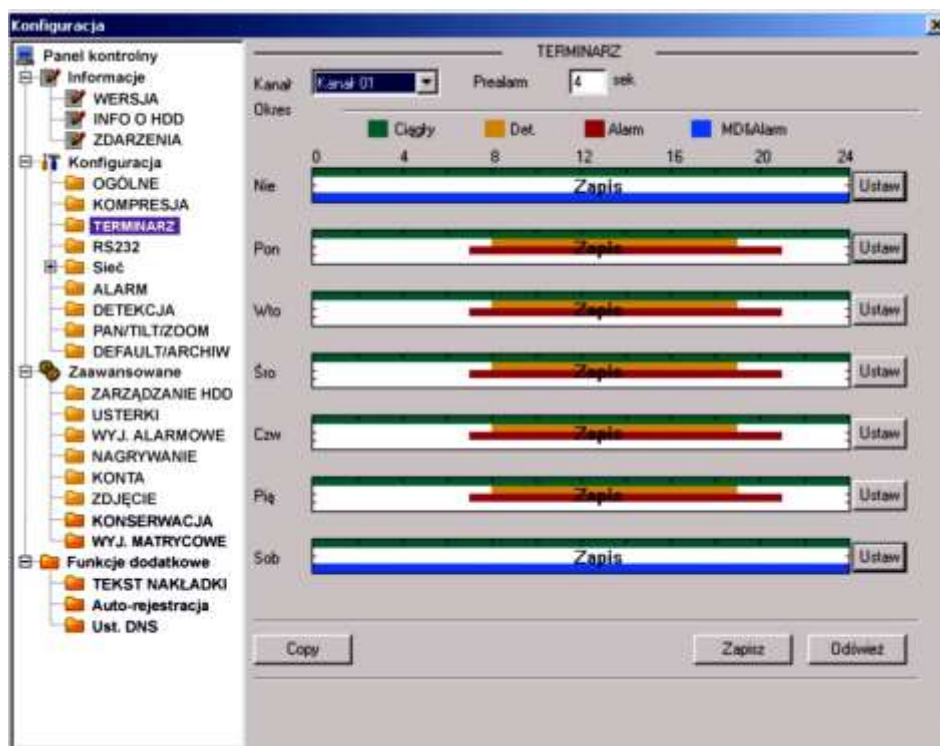 Konfiguracja
Panel kontrolny
Informacje
WERSJA
INFO O HDD
ZDARZENIA
Konfiguracja
OGÓLNE
KOMPRESJA
TERMINARZ
RS232
Sieć
ALARM
DETEKCJA
PAN/TILT/ZOOM
DEFAULT/ARCHIW
Zaawansowane
ZARZĄDZANIE HDD
USTERKI
WYJ. ALARMOWE
NAGRYWANIE
KONTA
ZDJĘCIE
KONSERWACJA
WYJ. MATRYCOWE
Funkcje dodatkowe
TEKST NAKŁADKI
Auto-rejestracja
Ust. DNS
TERMINARZ
Kanał Kanał 01 Prealarm 4 sek
Okres
Ciągły Det. Alarm MD&Alarm
0 4 8 12 16 20 24
Nie Zapis Ustaw
Pon Zapis Ustaw
Wto Zapis Ustaw
Śro Zapis Ustaw
Czw Zapis Ustaw
Pią Zapis Ustaw
Sob Zapis Ustaw
Copy Zapisz Odśwież